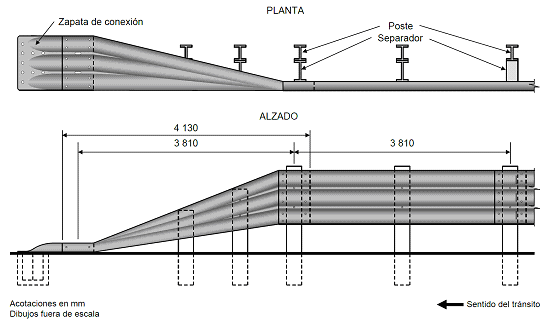 PLANTA
Zapata de conexión
Poste
Separador
ALZADO
4 130
3 810
3 810
Acotaciones en mm
Dibujos fuera de escala
Sentido del tránsito